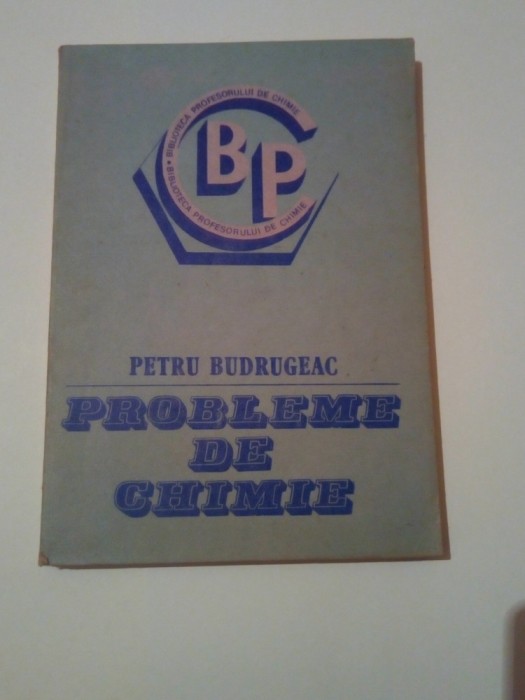 BIBLIOTECA PROFESORULUI DE CHIMIE • BIBLIOTECA PROFESORULUI DE CHIMIE
BP
PETRU BUDRUGEAC
PROBLEME
DE
CHIMIE